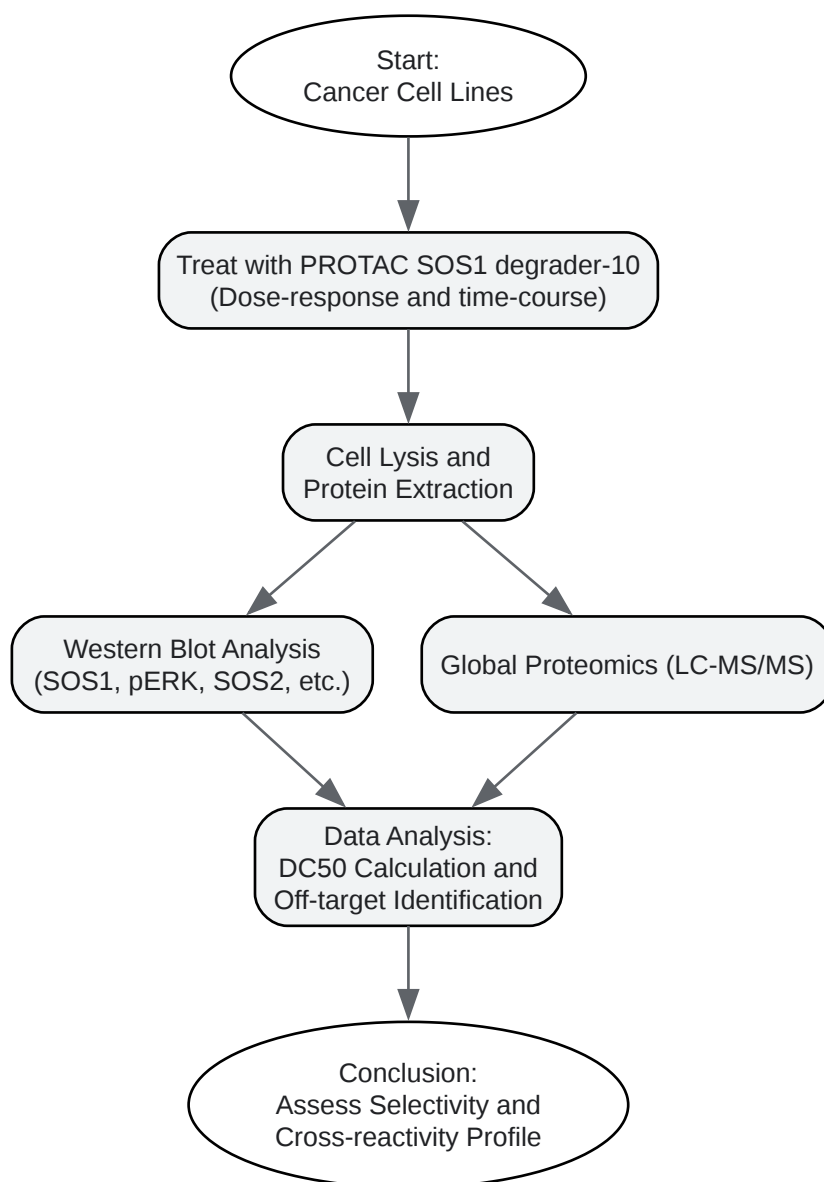 Start:
Cancer Cell Lines
Treat with PROTAC SOS1 degrader-10
(Dose-response and time-course)
Cell Lysis and
Protein Extraction
Western Blot Analysis
(SOS1, pERK, SOS2, etc.)
Global Proteomics (LC-MS/MS)
Data Analysis:
DC50 Calculation and
Off-target Identification
Conclusion:
Assess Selectivity and
Cross-reactivity Profile